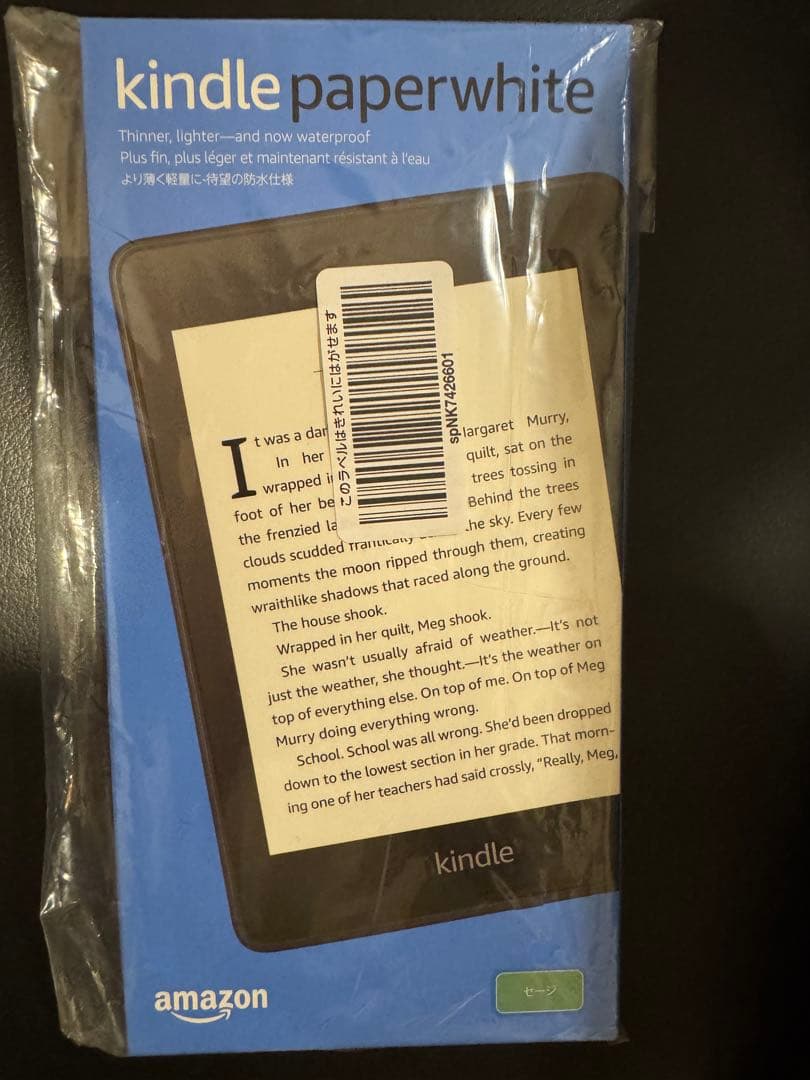 kindle paperwhite
Thinner, lighter—and now waterproof
Plus fin, plus léger et maintenant résistant à l'eau
より薄く軽量に-待望の防水仕様
このラベルはきれいにはがせます
spNK7426601
It was a dar
largaret Murry,
In her
quilt, sat on the
wrapped i
trees tossing in
foot of her be
Behind the trees
the frenzied la
the sky. Every few
clouds scudded frantically
moments the moon ripped through them, creating
wraithlike shadows that raced along the ground.
The house shook.
Wrapped in her quilt, Meg shook.
She wasn't usually afraid of weather.—It's not
just the weather, she thought.—It's the weather on
top of everything else. On top of me. On top of Meg
Murry doing everything wrong.
School. School was all wrong. She'd been dropped
down to the lowest section in her grade. That morn-
ing one of her teachers had said crossly, "Really, Meg,
kindle
amazon
セージ